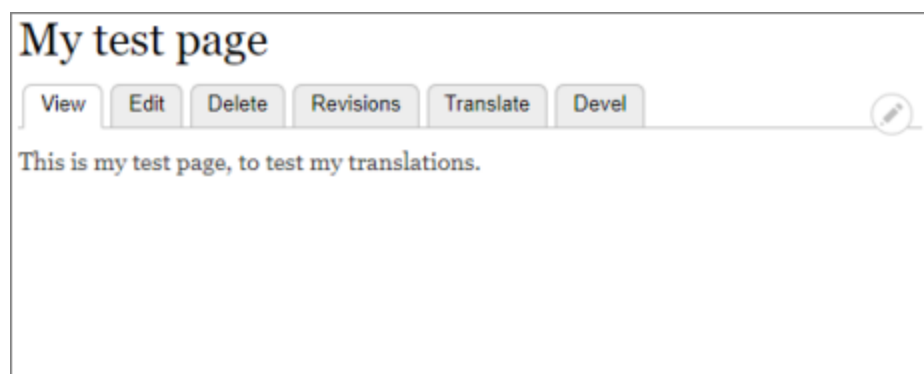 My test page
View Edit Delete Revisions Translate Devel
This is my test page, to test my translations.